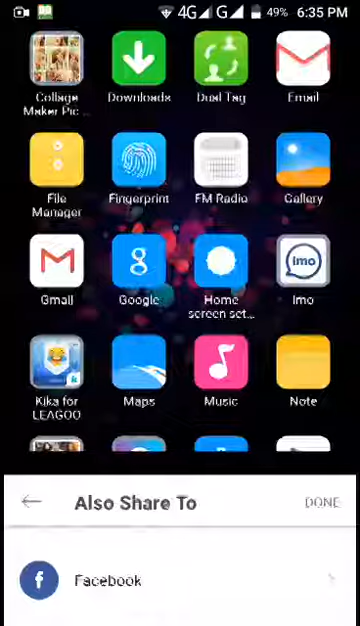 4G G 49% 6:35 PM
Collage Downloads Dual Tag Email
Maker Pic ...
File Fingerprint FM Radio Gallery
Manager
8
imo
Gmail Google Home Imo
screen set...
Kika for Maps Music Note
LEAGOO
Also Share To DONE
f Facebook